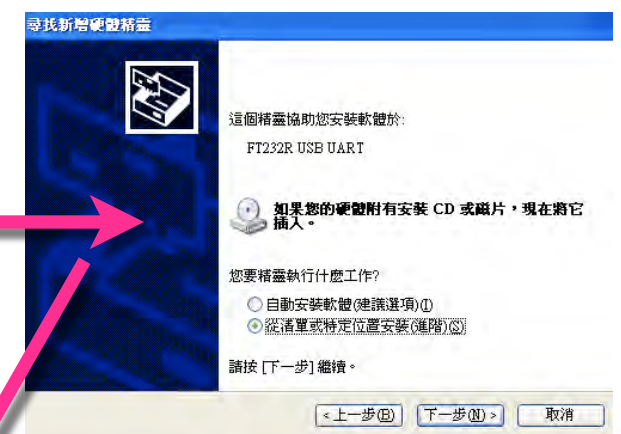 尋找新增硬體精靈
這個精靈協助您安裝軟體於:
FT232R USB UART
如果您的硬體附有安裝 CD 或磁片，現在將它
插入。
您要精靈執行什麼工作?
自動安裝軟體(建議選項)(I)
從清單或特定位置安裝(進階)(S)
請按 [下一步] 繼續。
<上一步(B) 下一步(N)> 取消